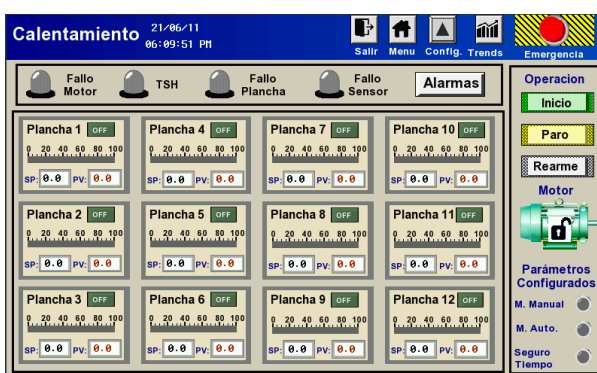 Calentamiento
21/06/11
06:09:51 PM
Salir
Menu
Config.
Trends
Emergencia
Fallo
Motor
TSH
Fallo
Plancha
Fallo
Sensor
Alarmas
Plancha 1 OFF
0 20 40 60 80 100
SP: 0.0 PV: 0.0
Plancha 4 OFF
0 20 40 60 80 100
SP: 0.0 PV: 0.0
Plancha 7 OFF
0 20 40 60 80 100
SP: 0.0 PV: 0.0
Plancha 10 OFF
0 20 40 60 80 100
SP: 0.0 PV: 0.0
Plancha 2 OFF
0 20 40 60 80 100
SP: 0.0 PV: 0.0
Plancha 5 OFF
0 20 40 60 80 100
SP: 0.0 PV: 0.0
Plancha 8 OFF
0 20 40 60 80 100
SP: 0.0 PV: 0.0
Plancha 11 OFF
0 20 40 60 80 100
SP: 0.0 PV: 0.0
Plancha 3 OFF
0 20 40 60 80 100
SP: 0.0 PV: 0.0
Plancha 6 OFF
0 20 40 60 80 100
SP: 0.0 PV: 0.0
Plancha 9 OFF
0 20 40 60 80 100
SP: 0.0 PV: 0.0
Plancha 12 OFF
0 20 40 60 80 100
SP: 0.0 PV: 0.0
Operacion
Inicio
Paro
Rearme
Motor
Parámetros
Configurados
M. Manual
M. Auto.
Seguro
Tiempo